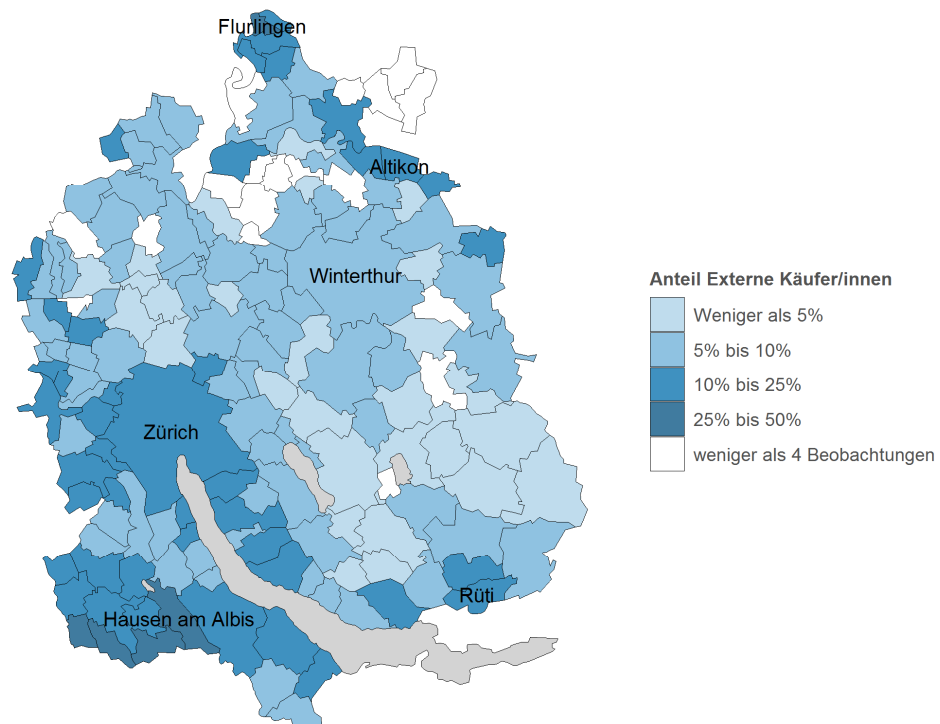 Flurlingen
Altikon
Winterthur
Zürich
Rüti
Hausen am Albis
Anteil Externe Käufer/innen
Weniger als 5%
5% bis 10%
10% bis 25%
25% bis 50%
weniger als 4 Beobachtungen